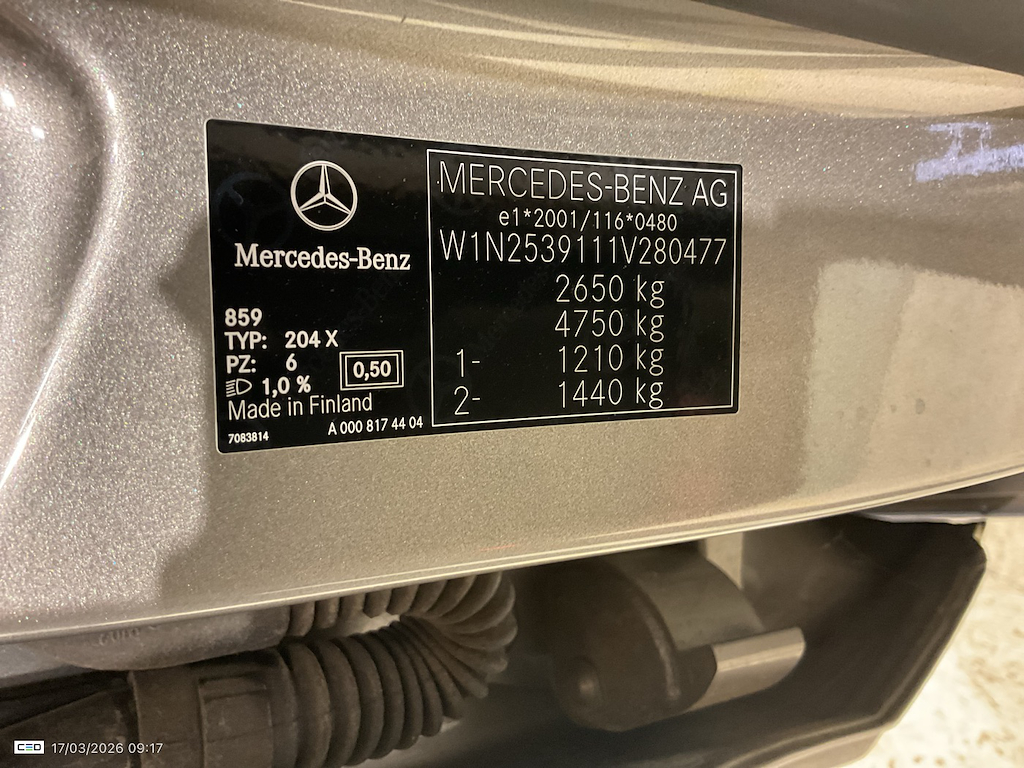 Mercedes-Benz
859
TYP: 204 X
PZ: 6
0,50
1,0 %
Made in Finland
7083814
A 000 817 44 04
MERCEDES-BENZ AG
e1*2001/116*0480
W1N2539111V280477
2650 kg
4750 kg
1- 1210 kg
2- 1440 kg
CEO 17/03/2026 09:17